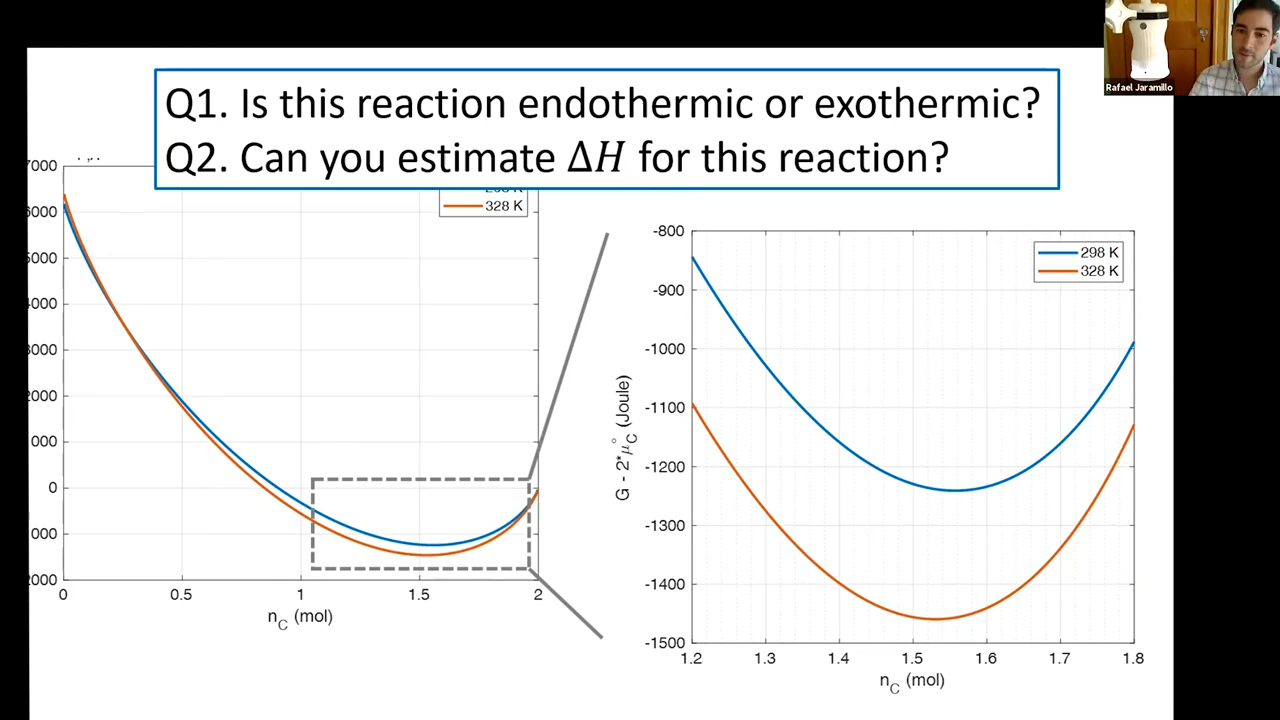 Rafael Jaramillo
Q1. Is this reaction endothermic or exothermic?
Q2. Can you estimate ΔH for this reaction?
7000
6000
5000
4000
3000
2000
1000
0
1000
2000
328 K
0 0.5 1 1.5 2
n_C (mol)
-800
-900
-1000
-1100
-1200
-1300
-1400
-1500
G - 2*μ°_C (Joule)
298 K
328 K
1.2 1.3 1.4 1.5 1.6 1.7 1.8
n_C (mol)